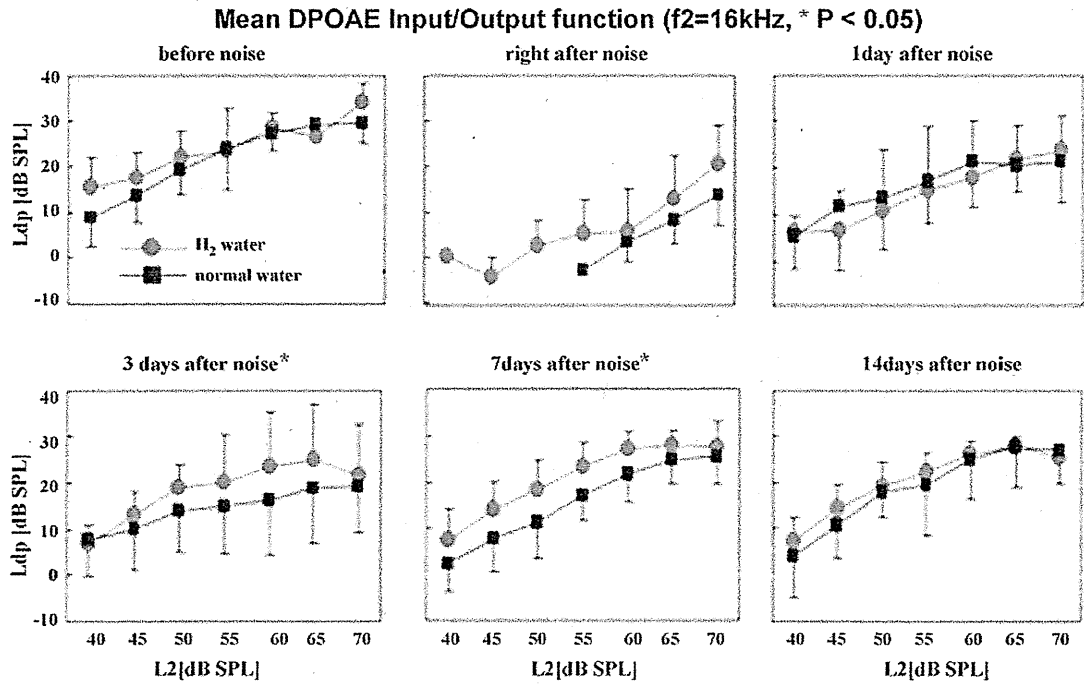 Mean DPOAE Input/Output function (f2=16kHz, * P < 0.05)
before noise
right after noise
1day after noise
Ldp [dB SPL]
40
30
20
10
0
-10
H2 water
normal water
3 days after noise*
7days after noise*
14days after noise
Ldp [dB SPL]
40
30
20
10
0
-10
40 45 50 55 60 65 70
40 45 50 55 60 65 70
40 45 50 55 60 65 70
L2[dB SPL]
L2[dB SPL]
L2[dB SPL]